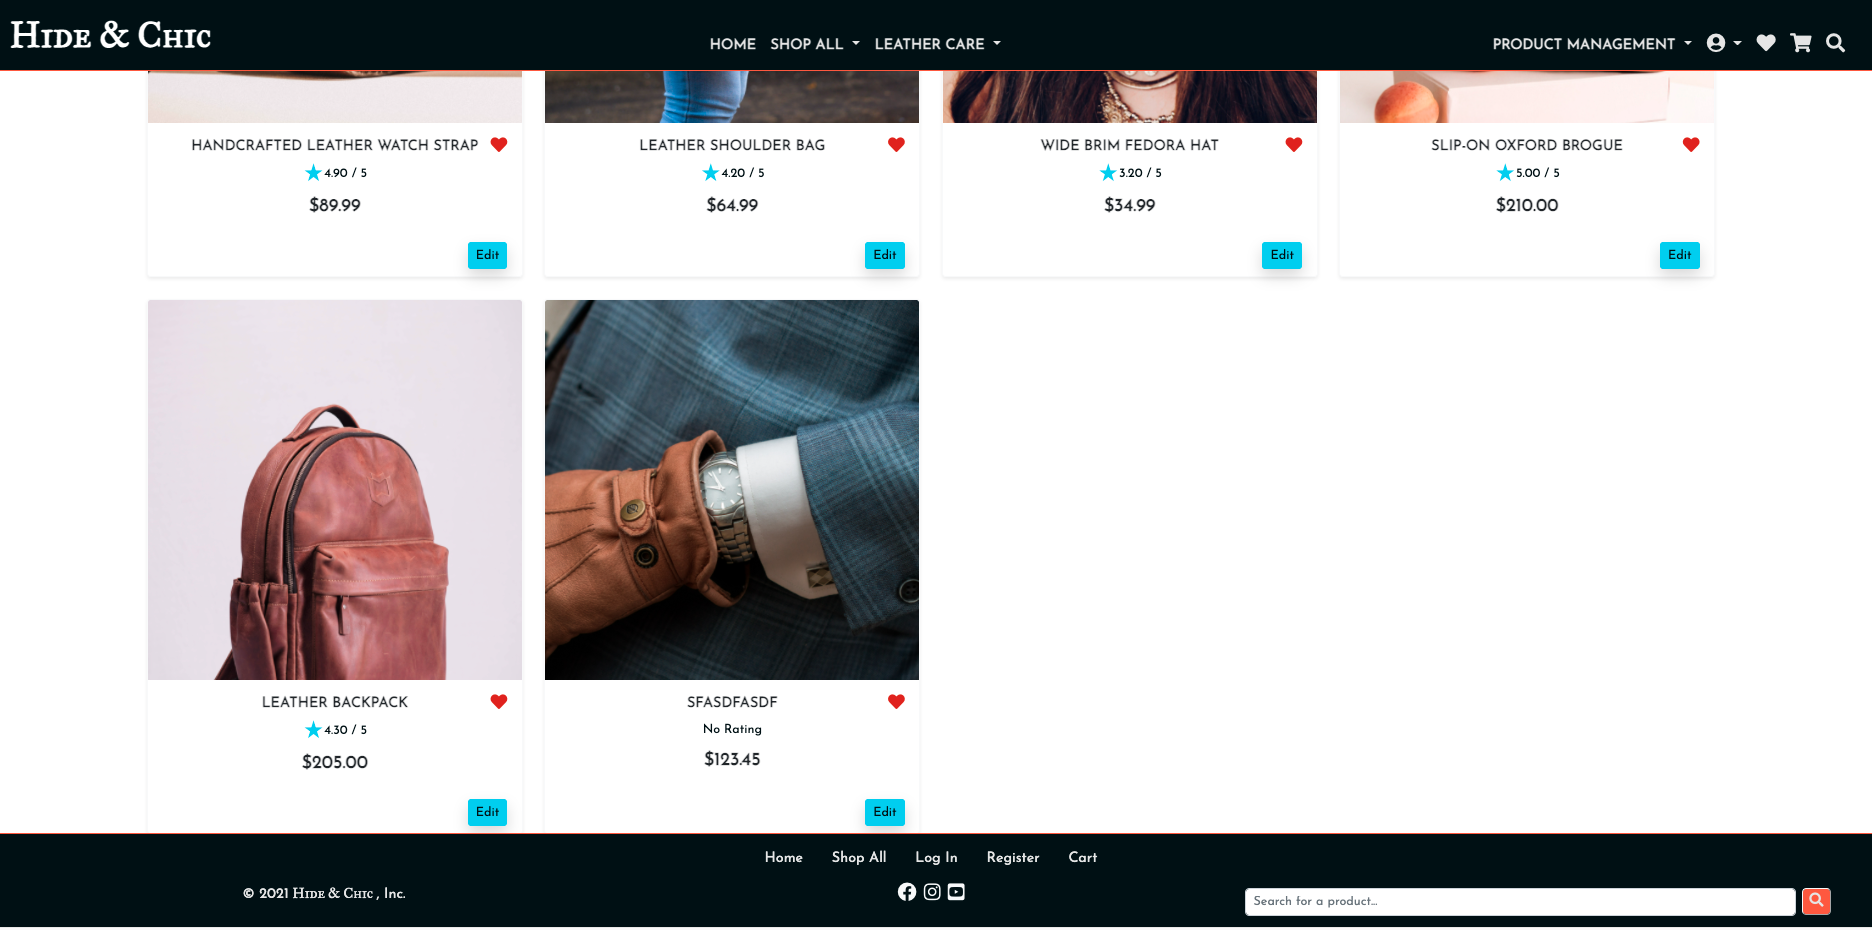 Hide & Chic
HOME SHOP ALL LEATHER CARE PRODUCT MANAGEMENT
HANDCRAFTED LEATHER WATCH STRAP
4.90 / 5
$89.99
Edit
LEATHER SHOULDER BAG
4.20 / 5
$64.99
Edit
WIDE BRIM FEDORA HAT
3.20 / 5
$34.99
Edit
SLIP-ON OXFORD BROGUE
5.00 / 5
$210.00
Edit
LEATHER BACKPACK
4.30 / 5
$205.00
Edit
SFASDFASDF
No Rating
$123.45
Edit
Home Shop All Log In Register Cart
© 2021 Hide & Chic , Inc.
Search for a product...